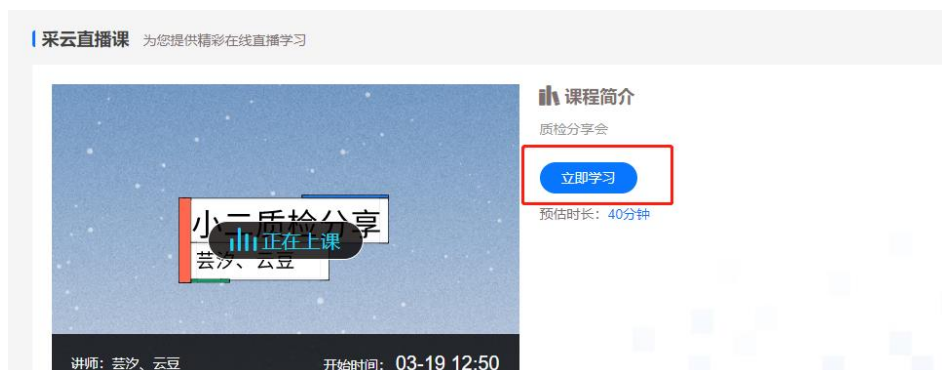 采云直播课 为您提供精彩在线直播学习
课程简介
质检分享会
立即学习
预估时长：40分钟
小二质检分享
正在上课
芸汐、云豆
讲师：芸汐、云豆 开始时间：03-19 12:50